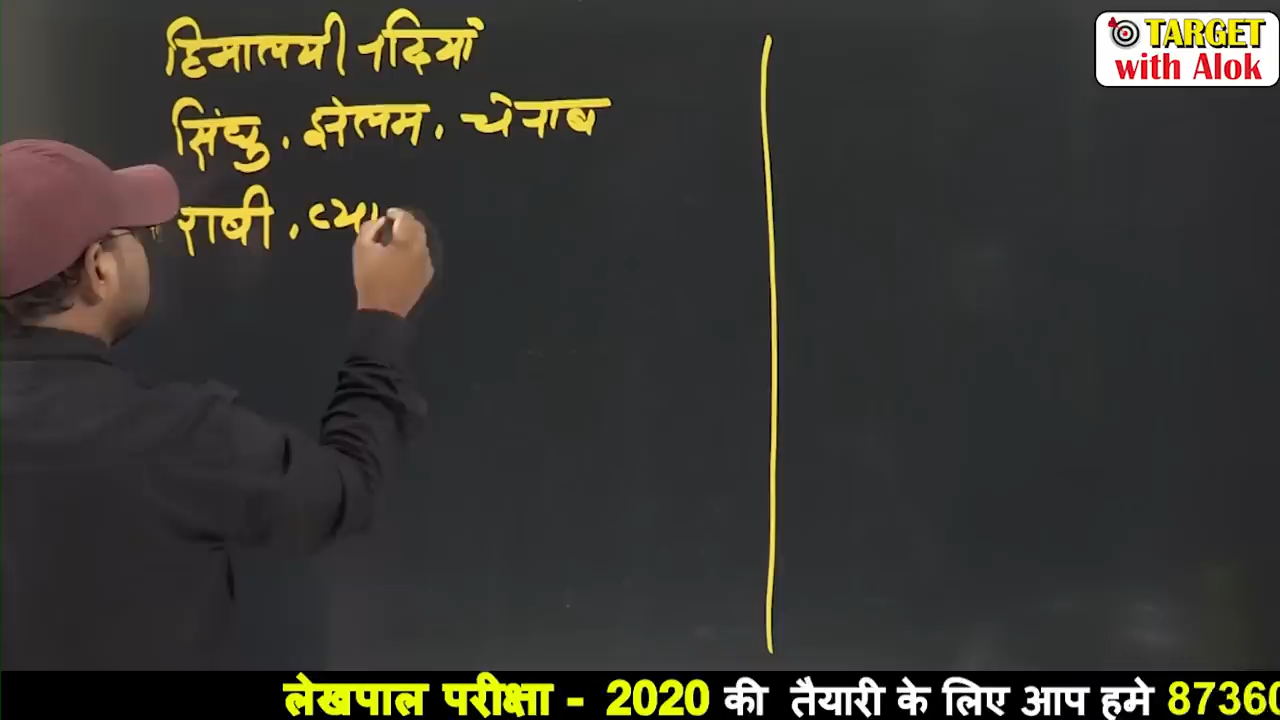 हिमालयी नदियां
सिंधु, झेलम, चेनाब
रावी, व्या
TARGET
with Alok
लेखपाल परीक्षा - 2020 की तैयारी के लिए आप हमे 87360